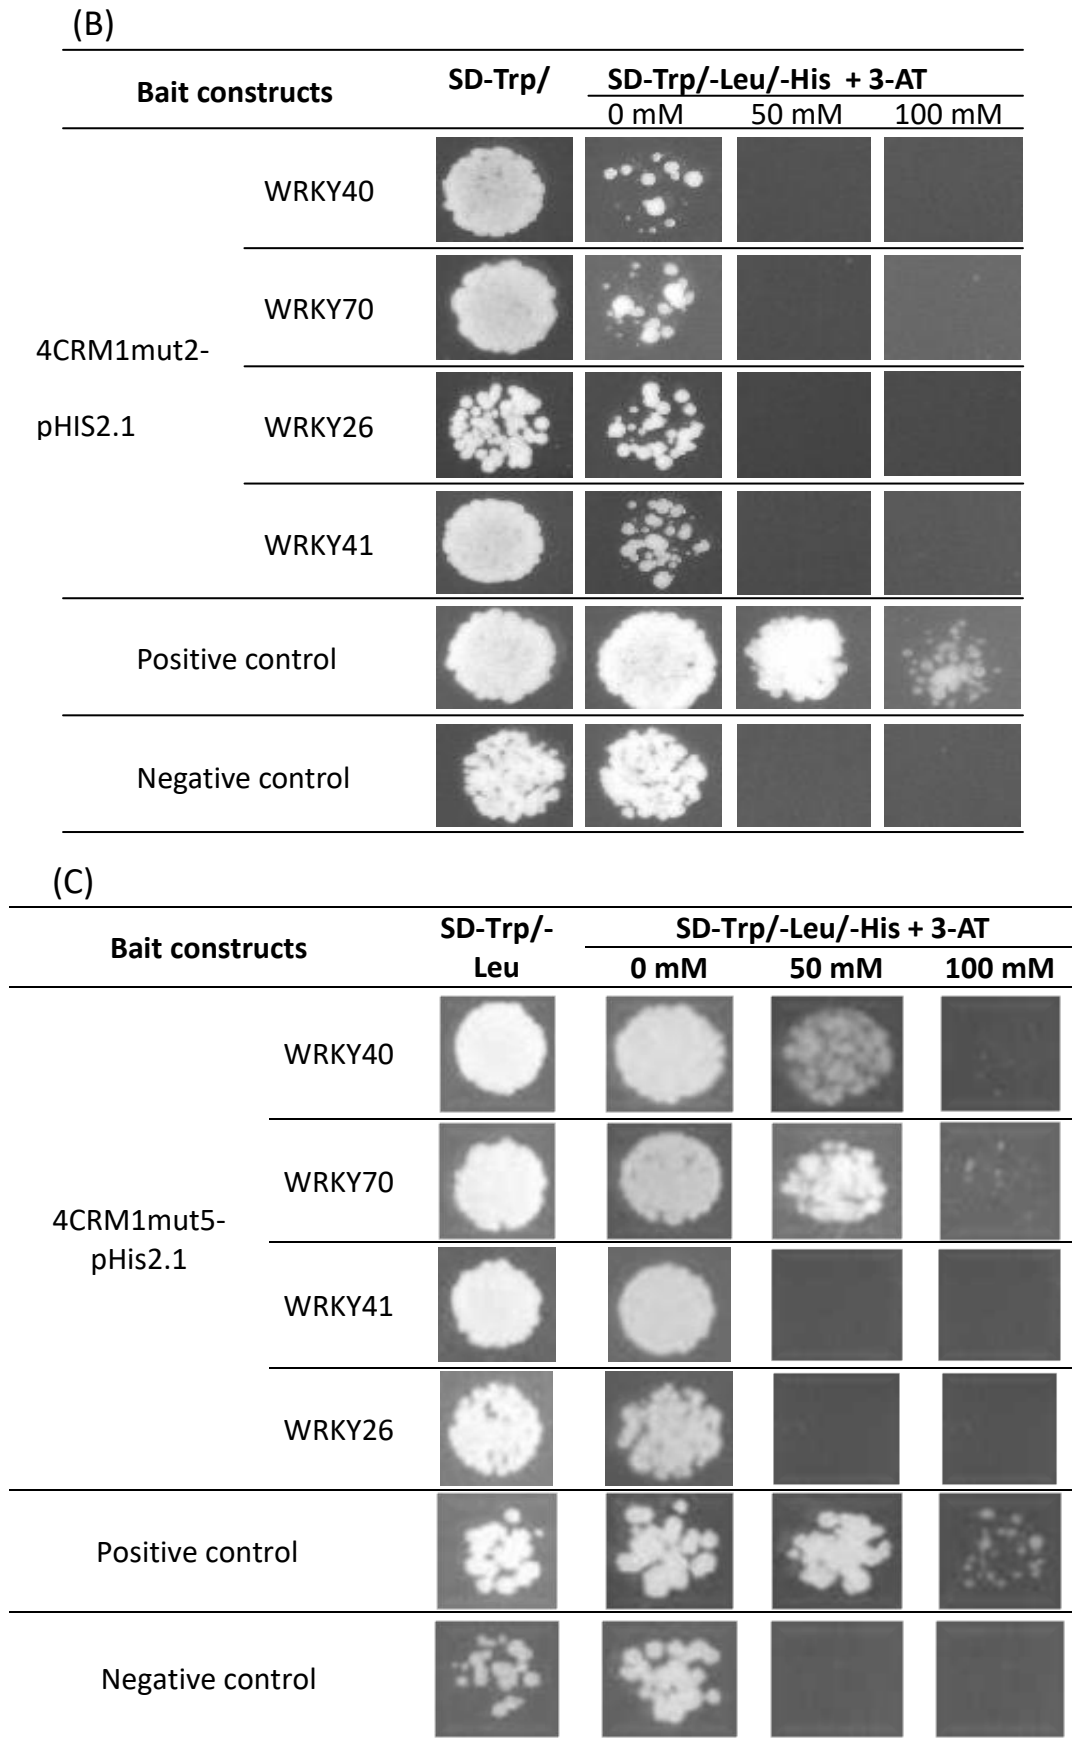 (B)
Bait constructs
SD-Trp/
SD-Trp/-Leu/-His + 3-AT
0 mM 50 mM 100 mM
WRKY40
WRKY70
4CRM1mut2-
pHIS2.1
WRKY26
WRKY41
Positive control
Negative control
(C)
Bait constructs
SD-Trp/-
Leu
SD-Trp/-Leu/-His + 3-AT
0 mM 50 mM 100 mM
WRKY40
WRKY70
4CRM1mut5-
pHis2.1
WRKY41
WRKY26
Positive control
Negative control